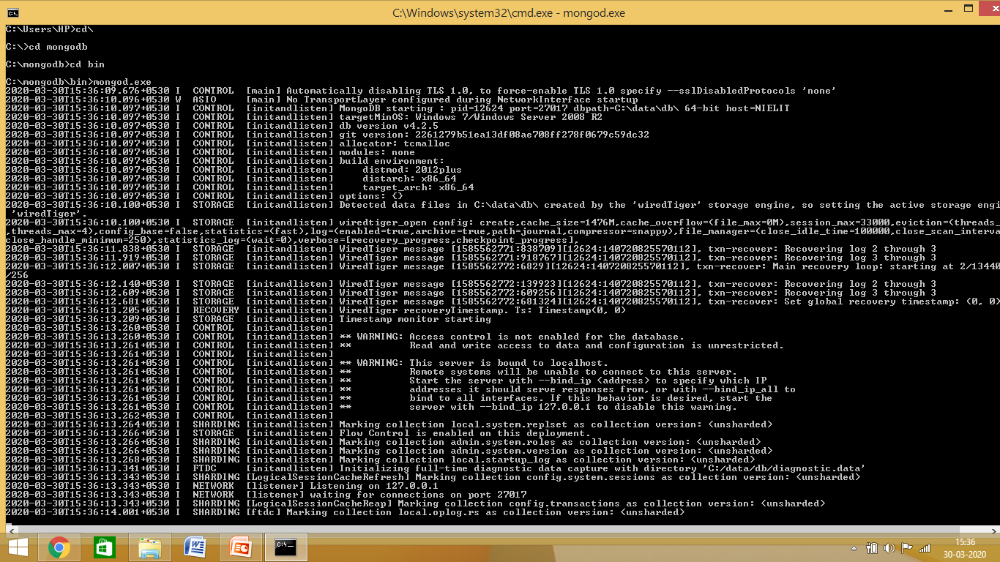 C:\Windows\system32\cmd.exe - mongod.exe
C:\Users\HP>cd\
C:\>cd mongodb
C:\mongodb>cd bin
C:\mongodb\bin>mongod.exe
2020-03-30T15:36:09.676+0530 I  CONTROL  [main] Automatically disabling TLS 1.0, to force-enable TLS 1.0 specify --sslDisabledProtocols 'none'
2020-03-30T15:36:10.096+0530 W  ASIO     [main] No TransportLayer configured during NetworkInterface startup
2020-03-30T15:36:10.097+0530 I  CONTROL  [initandlisten] MongoDB starting : pid=12624 port=27017 dbpath=C:\data\db\ 64-bit host=NIELIT
2020-03-30T15:36:10.097+0530 I  CONTROL  [initandlisten] targetMinOS: Windows 7/Windows Server 2008 R2
2020-03-30T15:36:10.097+0530 I  CONTROL  [initandlisten] db version v4.2.5
2020-03-30T15:36:10.097+0530 I  CONTROL  [initandlisten] git version: 2261279b51ea13df08ae708ff278f0679c59dc32
2020-03-30T15:36:10.097+0530 I  CONTROL  [initandlisten] allocator: tcmalloc
2020-03-30T15:36:10.097+0530 I  CONTROL  [initandlisten] modules: none
2020-03-30T15:36:10.097+0530 I  CONTROL  [initandlisten] build environment:
2020-03-30T15:36:10.097+0530 I  CONTROL  [initandlisten]     distmod: 2012plus
2020-03-30T15:36:10.097+0530 I  CONTROL  [initandlisten]     distarch: x86_64
2020-03-30T15:36:10.097+0530 I  CONTROL  [initandlisten]     target_arch: x86_64
2020-03-30T15:36:10.097+0530 I  CONTROL  [initandlisten] options: {}
2020-03-30T15:36:10.100+0530 I  STORAGE  [initandlisten] Detected data files in C:\data\db\ created by the 'wiredTiger' storage engine, so setting the active storage engi
 'wiredTiger'.
2020-03-30T15:36:10.100+0530 I  STORAGE  [initandlisten] wiredtiger_open config: create,cache_size=1476M,cache_overflow=(file_max=0M),session_max=33000,eviction=(threads_
,threads_max=4),config_base=false,statistics=(fast),log=(enabled=true,archive=true,path=journal,compressor=snappy),file_manager=(close_idle_time=100000,close_scan_interva
close_handle_minimum=250),statistics_log=(wait=0),verbose=[recovery_progress,checkpoint_progress],
2020-03-30T15:36:11.838+0530 I  STORAGE  [initandlisten] WiredTiger message [1585562771:838709][12624:140720825570112], txn-recover: Recovering log 2 through 3
2020-03-30T15:36:11.919+0530 I  STORAGE  [initandlisten] WiredTiger message [1585562771:918767][12624:140720825570112], txn-recover: Recovering log 3 through 3
2020-03-30T15:36:12.007+0530 I  STORAGE  [initandlisten] WiredTiger message [1585562772:6829][12624:140720825570112], txn-recover: Main recovery loop: starting at 2/13440
/256
2020-03-30T15:36:12.140+0530 I  STORAGE  [initandlisten] WiredTiger message [1585562772:139923][12624:140720825570112], txn-recover: Recovering log 2 through 3
2020-03-30T15:36:12.609+0530 I  STORAGE  [initandlisten] WiredTiger message [1585562772:609256][12624:140720825570112], txn-recover: Recovering log 3 through 3
2020-03-30T15:36:12.681+0530 I  STORAGE  [initandlisten] WiredTiger message [1585562772:681324][12624:140720825570112], txn-recover: Set global recovery timestamp: (0, 0)
2020-03-30T15:36:13.205+0530 I  RECOVERY [initandlisten] WiredTiger recoveryTimestamp. Ts: Timestamp(0, 0)
2020-03-30T15:36:13.209+0530 I  STORAGE  [initandlisten] Timestamp monitor starting
2020-03-30T15:36:13.260+0530 I  CONTROL  [initandlisten]
2020-03-30T15:36:13.260+0530 I  CONTROL  [initandlisten] ** WARNING: Access control is not enabled for the database.
2020-03-30T15:36:13.261+0530 I  CONTROL  [initandlisten] **          Read and write access to data and configuration is unrestricted.
2020-03-30T15:36:13.261+0530 I  CONTROL  [initandlisten]
2020-03-30T15:36:13.261+0530 I  CONTROL  [initandlisten] ** WARNING: This server is bound to localhost.
2020-03-30T15:36:13.261+0530 I  CONTROL  [initandlisten] **          Remote systems will be unable to connect to this server.
2020-03-30T15:36:13.261+0530 I  CONTROL  [initandlisten] **          Start the server with --bind_ip <address> to specify which IP
2020-03-30T15:36:13.261+0530 I  CONTROL  [initandlisten] **          addresses it should serve responses from, or with --bind_ip_all to
2020-03-30T15:36:13.261+0530 I  CONTROL  [initandlisten] **          bind to all interfaces. If this behavior is desired, start the
2020-03-30T15:36:13.261+0530 I  CONTROL  [initandlisten] **          server with --bind_ip 127.0.0.1 to disable this warning.
2020-03-30T15:36:13.262+0530 I  CONTROL  [initandlisten]
2020-03-30T15:36:13.264+0530 I  SHARDING [initandlisten] Marking collection local.system.replset as collection version: <unsharded>
2020-03-30T15:36:13.266+0530 I  STORAGE  [initandlisten] Flow Control is enabled on this deployment.
2020-03-30T15:36:13.266+0530 I  SHARDING [initandlisten] Marking collection admin.system.roles as collection version: <unsharded>
2020-03-30T15:36:13.266+0530 I  SHARDING [initandlisten] Marking collection admin.system.version as collection version: <unsharded>
2020-03-30T15:36:13.268+0530 I  SHARDING [initandlisten] Marking collection local.startup_log as collection version: <unsharded>
2020-03-30T15:36:13.341+0530 I  FTDC     [initandlisten] Initializing full-time diagnostic data capture with directory 'C:/data/db/diagnostic.data'
2020-03-30T15:36:13.343+0530 I  SHARDING [LogicalSessionCacheRefresh] Marking collection config.system.sessions as collection version: <unsharded>
2020-03-30T15:36:13.343+0530 I  NETWORK  [listener] Listening on 127.0.0.1
2020-03-30T15:36:13.343+0530 I  NETWORK  [listener] waiting for connections on port 27017
2020-03-30T15:36:13.343+0530 I  SHARDING [LogicalSessionCacheReap] Marking collection config.transactions as collection version: <unsharded>
2020-03-30T15:36:14.001+0530 I  SHARDING [ftdc] Marking collection local.oplog.rs as collection version: <unsharded>
15:36
30-03-2020